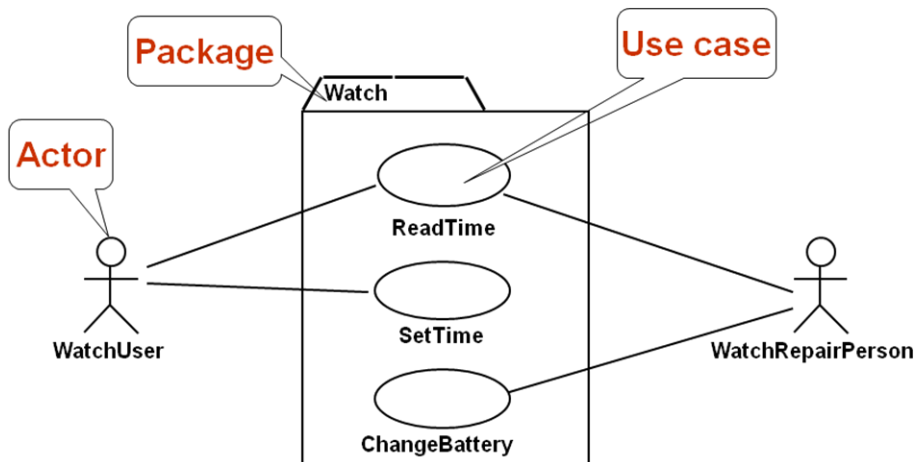 Package
Use case
Watch
Actor
ReadTime
SetTime
WatchUser
WatchRepairPerson
ChangeBattery